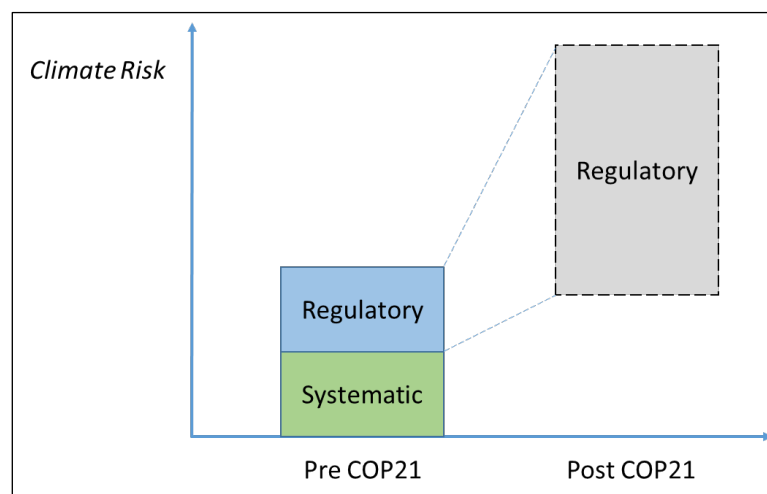 Climate Risk
Regulatory
Regulatory
Systematic
Pre COP21
Post COP21